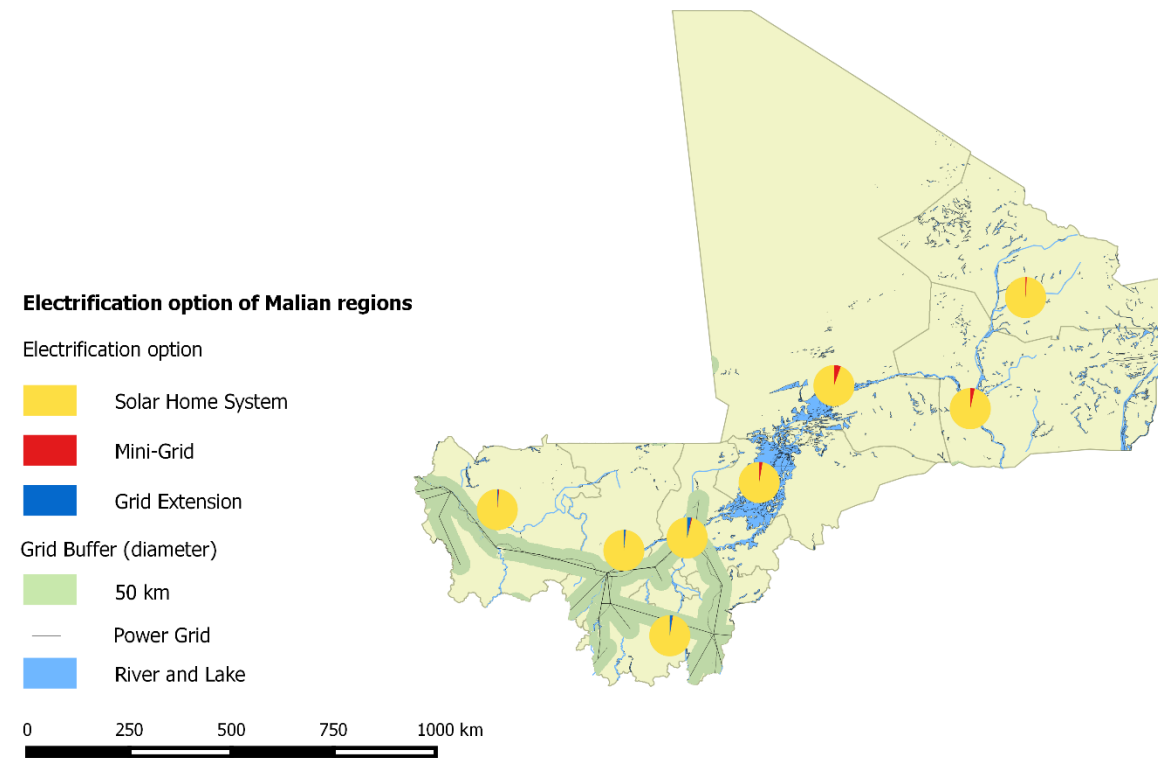 Electrification option of Malian regions
Electrification option
Solar Home System
Mini-Grid
Grid Extension
Grid Buffer (diameter)
50 km
Power Grid
River and Lake
0 250 500 750 1000 km